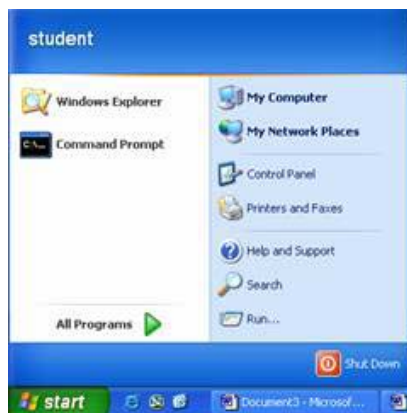 student
Windows Explorer
Command Prompt
All Programs
My Computer
My Network Places
Control Panel
Printers and Faxes
Help and Support
Search
Run...
Shut Down
start
Document3 - Microsof...